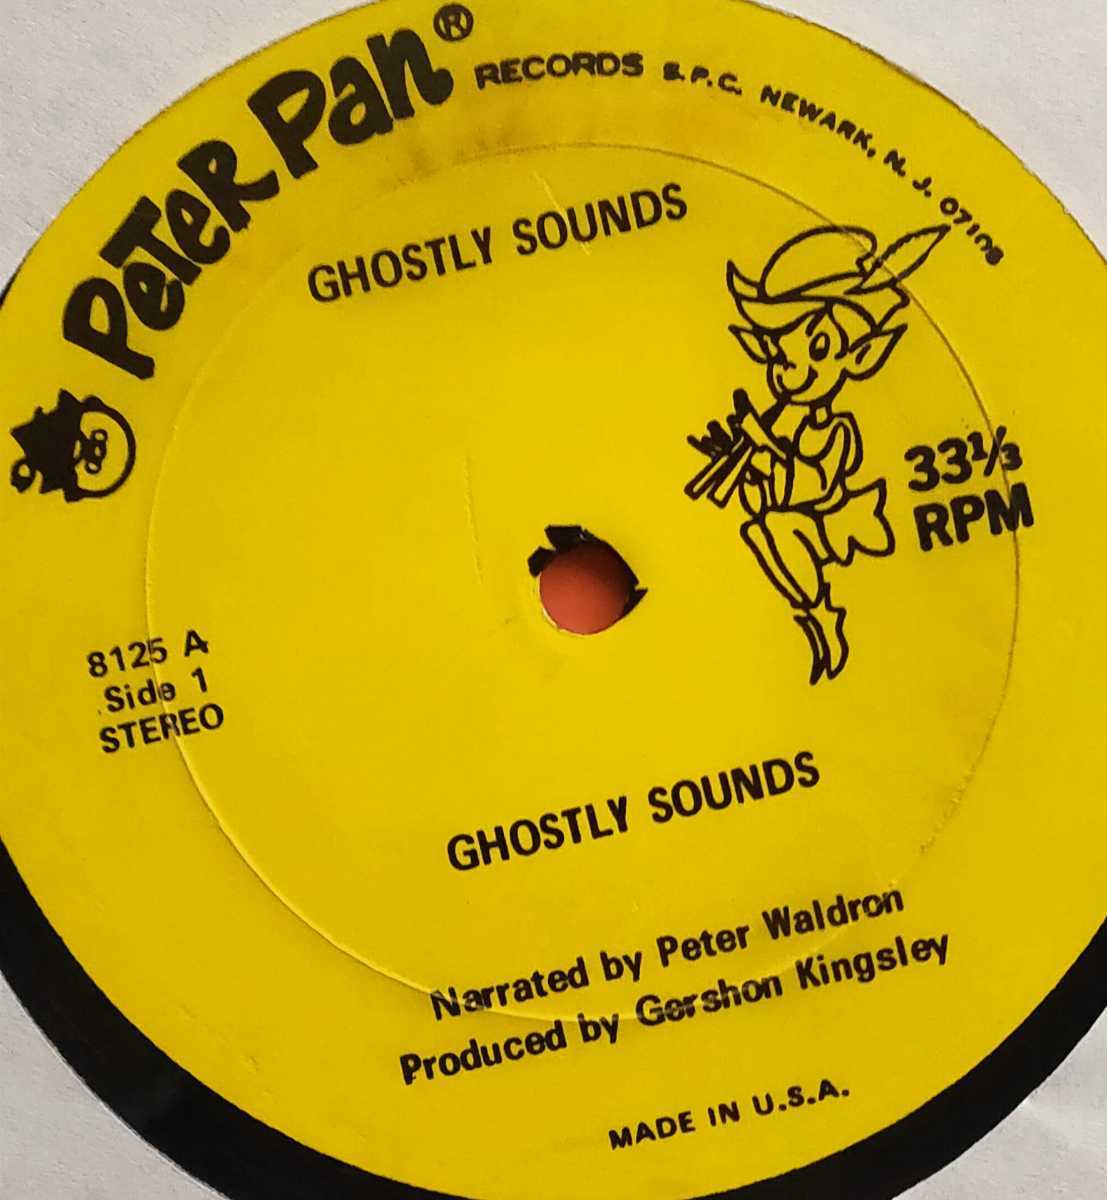 Peter Pan® RECORDS S.P.C. NEWARK, N. J. 07105
GHOSTLY SOUNDS
33⅓
RPM
8125 A
Side 1
STEREO
GHOSTLY SOUNDS
Narrated by Peter Waldron
Produced by Gershon Kingsley
MADE IN U.S.A.